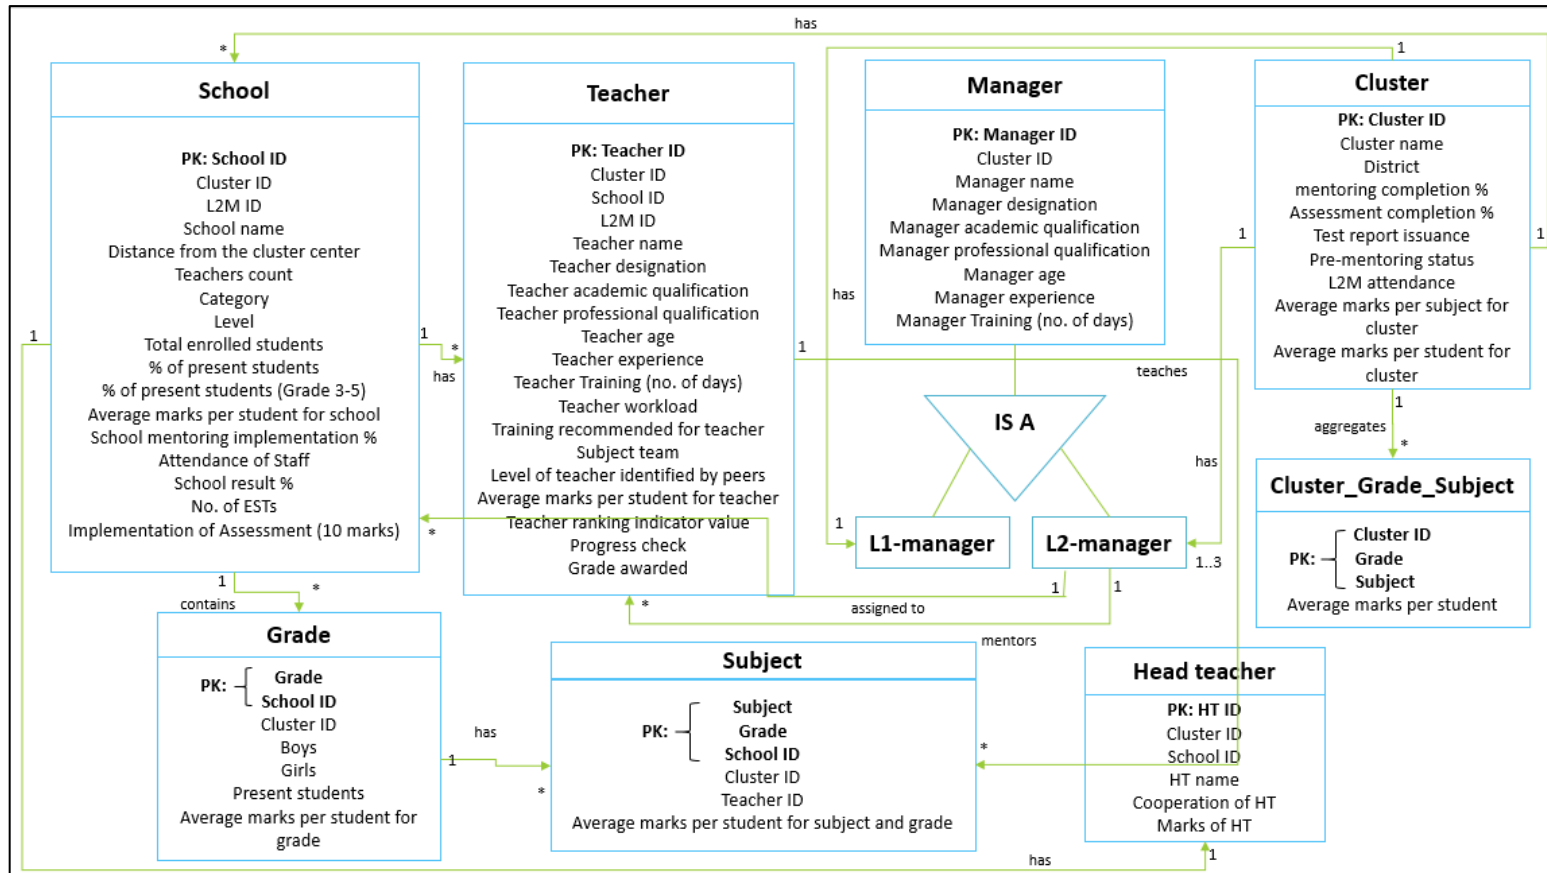 has
*
1
School
PK: School ID
Cluster ID
L2M ID
School name
Distance from the cluster center
Teachers count
Category
Level
Total enrolled students
% of present students
% of present students (Grade 3-5)
Average marks per student for school
School mentoring implementation %
Attendance of Staff
School result %
No. of ESTs
Implementation of Assessment (10 marks)
1
1
*
has
Teacher
PK: Teacher ID
Cluster ID
School ID
L2M ID
Teacher name
Teacher designation
Teacher academic qualification
Teacher professional qualification
Teacher age
Teacher experience
Teacher Training (no. of days)
Teacher workload
Training recommended for teacher
Subject team
Level of teacher identified by peers
Average marks per student for teacher
Teacher ranking indicator value
Progress check
Grade awarded
1
teaches
has
Manager
PK: Manager ID
Cluster ID
Manager name
Manager designation
Manager academic qualification
Manager professional qualification
Manager age
Manager experience
Manager Training (no. of days)
IS A
1
L1-manager
L2-manager
1..3
has
1
1
Cluster
PK: Cluster ID
Cluster name
District
mentoring completion %
Assessment completion %
Test report issuance
Pre-mentoring status
L2M attendance
Average marks per subject for
cluster
Average marks per student for
cluster
1
aggregates
*
Cluster_Grade_Subject
PK:
Cluster ID
Grade
Subject
Average marks per student
*
1
assigned to
1
*
mentors
1
*
contains
Grade
PK:
Grade
School ID
Cluster ID
Boys
Girls
Present students
Average marks per student for
grade
has
1
*
Subject
PK:
Subject
Grade
School ID
Cluster ID
Teacher ID
Average marks per student for subject and grade
*
Head teacher
PK: HT ID
Cluster ID
School ID
HT name
Cooperation of HT
Marks of HT
has
1